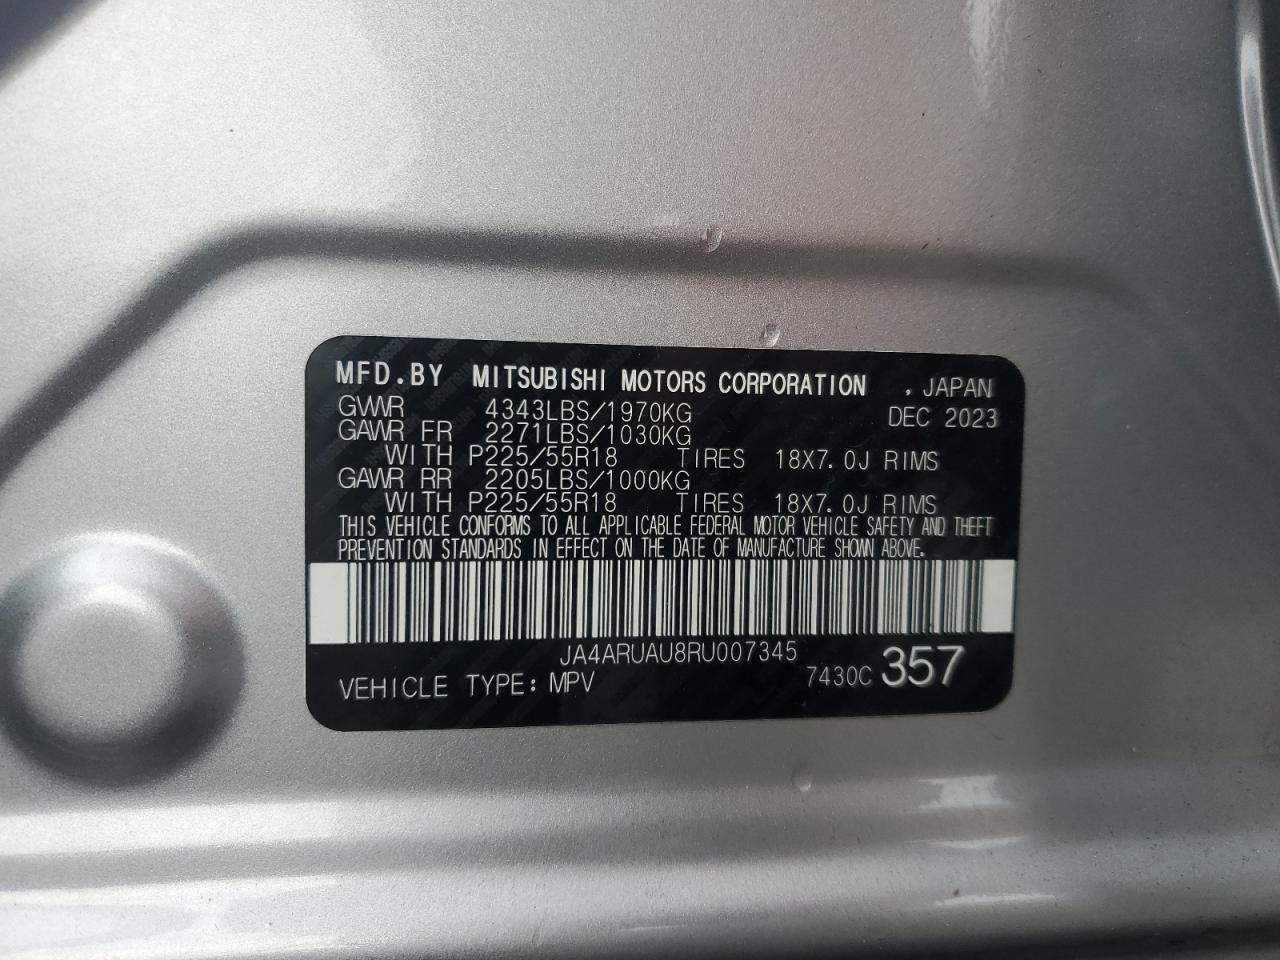 MFD.BY MITSUBISHI MOTORS CORPORATION . JAPAN
GVWR 4343LBS/1970KG DEC 2023
GAWR FR 2271LBS/1030KG
WITH P225/55R18 TIRES 18X7.0J RIMS
GAWR RR 2205LBS/1000KG
WITH P225/55R18 TIRES 18X7.0J RIMS
THIS VEHICLE CONFORMS TO ALL APPLICABLE FEDERAL MOTOR VEHICLE SAFETY AND THEFT
PREVENTION STANDARDS IN EFFECT ON THE DATE OF MANUFACTURE SHOWN ABOVE.
JA4ARUAU8RU007345
VEHICLE TYPE: MPV 7430C 357